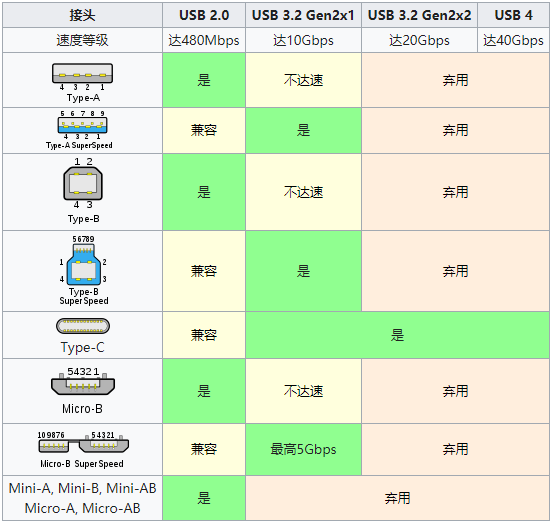 接头 USB 2.0 USB 3.2 Gen2x1 USB 3.2 Gen2x2 USB 4
速度等级 达480Mbps 达10Gbps 达20Gbps 达40Gbps
4 3 2 1
Type-A
是 不达速 弃用
5 6 7 8 9
4 3 2 1
Type-A SuperSpeed
兼容 是 弃用
1 2
4 3
Type-B
是 不达速 弃用
56789
1 2
4 3
Type-B
SuperSpeed
兼容 是 弃用
Type-C
兼容 是
54321
Micro-B
是 不达速 弃用
109876 54321
Micro-B SuperSpeed
兼容 最高5Gbps 弃用
Mini-A, Mini-B, Mini-AB
Micro-A, Micro-AB
是 弃用